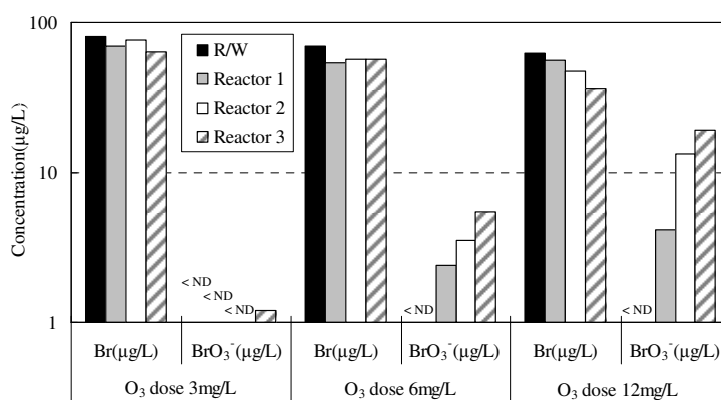 100
R/W
Reactor 1
Reactor 2
Reactor 3
10
1
Concentration(µg/L)
< ND
< ND
< ND
< ND
< ND
Br(µg/L) BrO₃⁻(µg/L) Br(µg/L) BrO₃⁻(µg/L) Br(µg/L) BrO₃⁻(µg/L)
O₃ dose 3mg/L O₃ dose 6mg/L O₃ dose 12mg/L